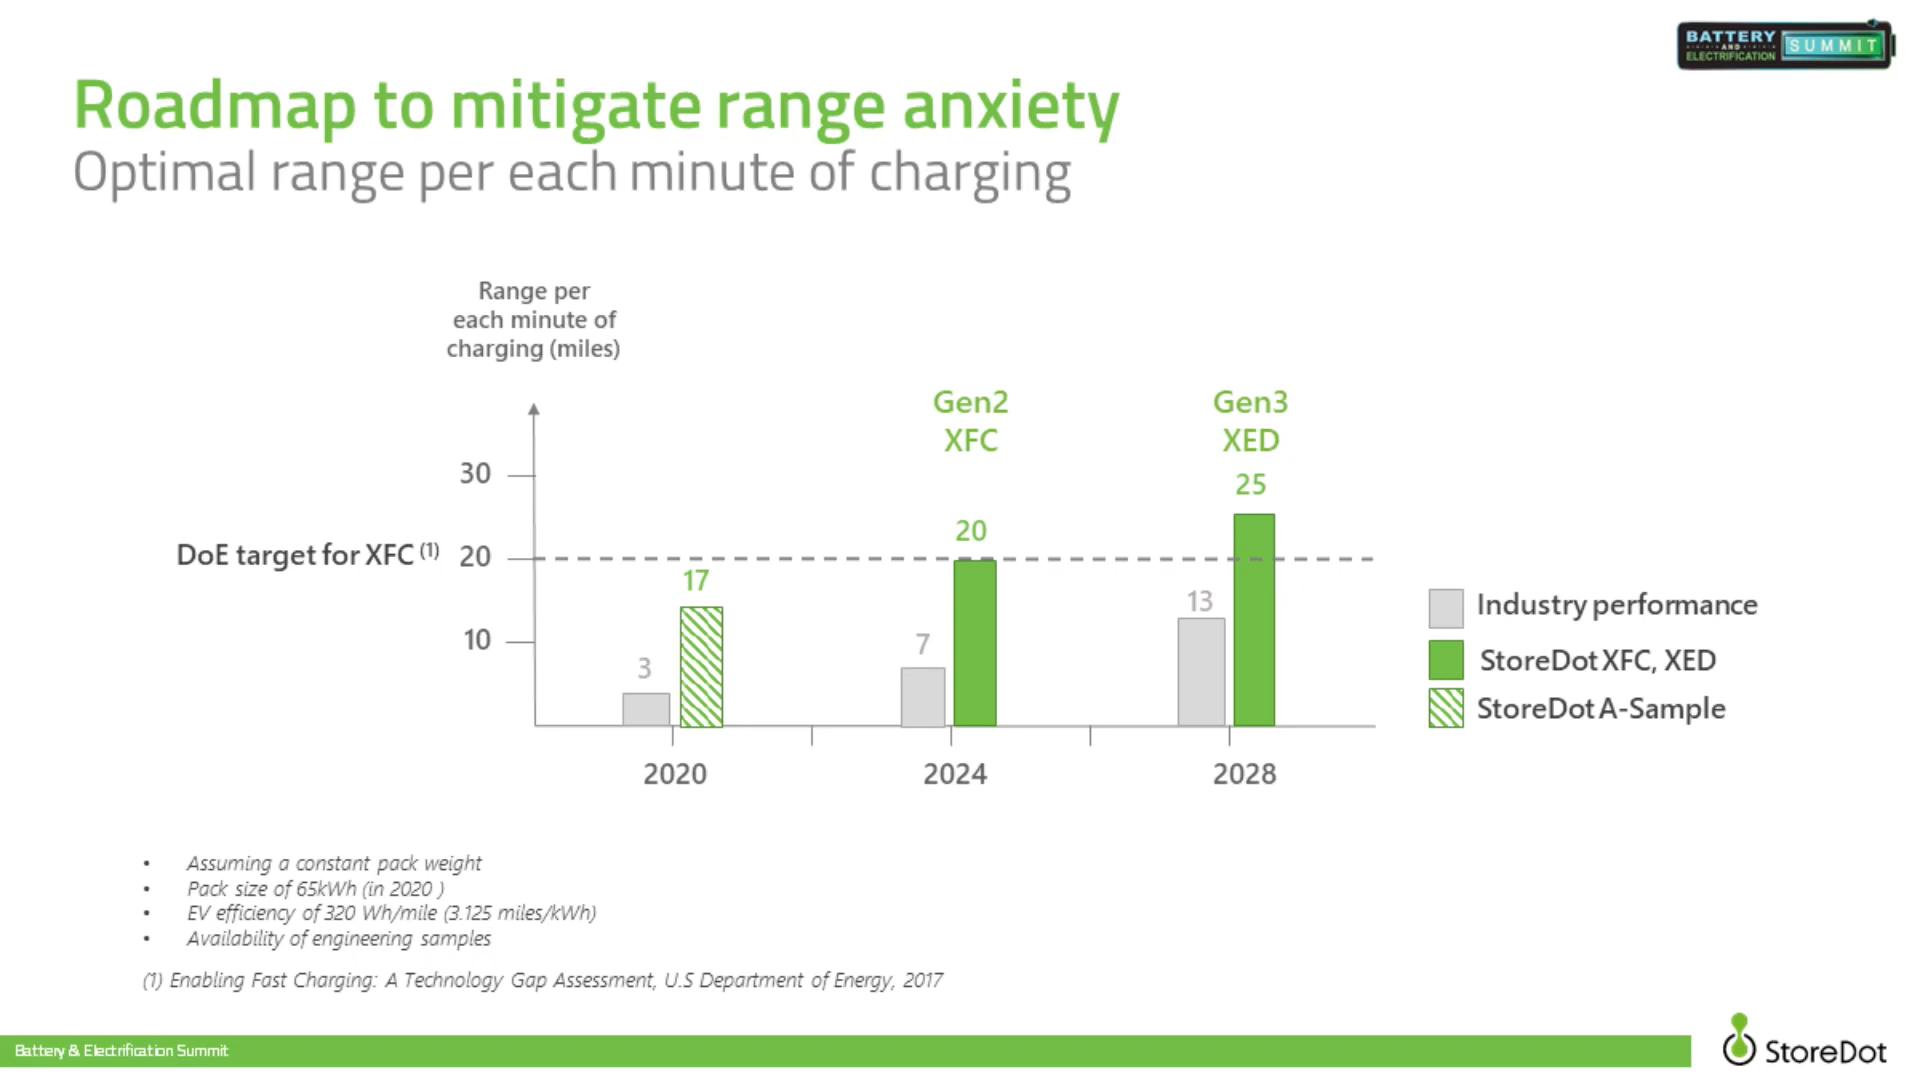 BATTERY
AND
ELECTRIFICATION
SUMMIT
Roadmap to mitigate range anxiety
Optimal range per each minute of charging
Range per
each minute of
charging (miles)
Gen2
XFC
Gen3
XED
30
25
20
DoE target for XFC (1) 20
17
13
10
7
3
2020
2024
2028
Industry performance
StoreDot XFC, XED
StoreDot A-Sample
• Assuming a constant pack weight
• Pack size of 65kWh (in 2020 )
• EV efficiency of 320 Wh/mile (3.125 miles/kWh)
• Availability of engineering samples
(1) Enabling Fast Charging: A Technology Gap Assessment, U.S Department of Energy, 2017
Battery & Electrification Summit
StoreDot